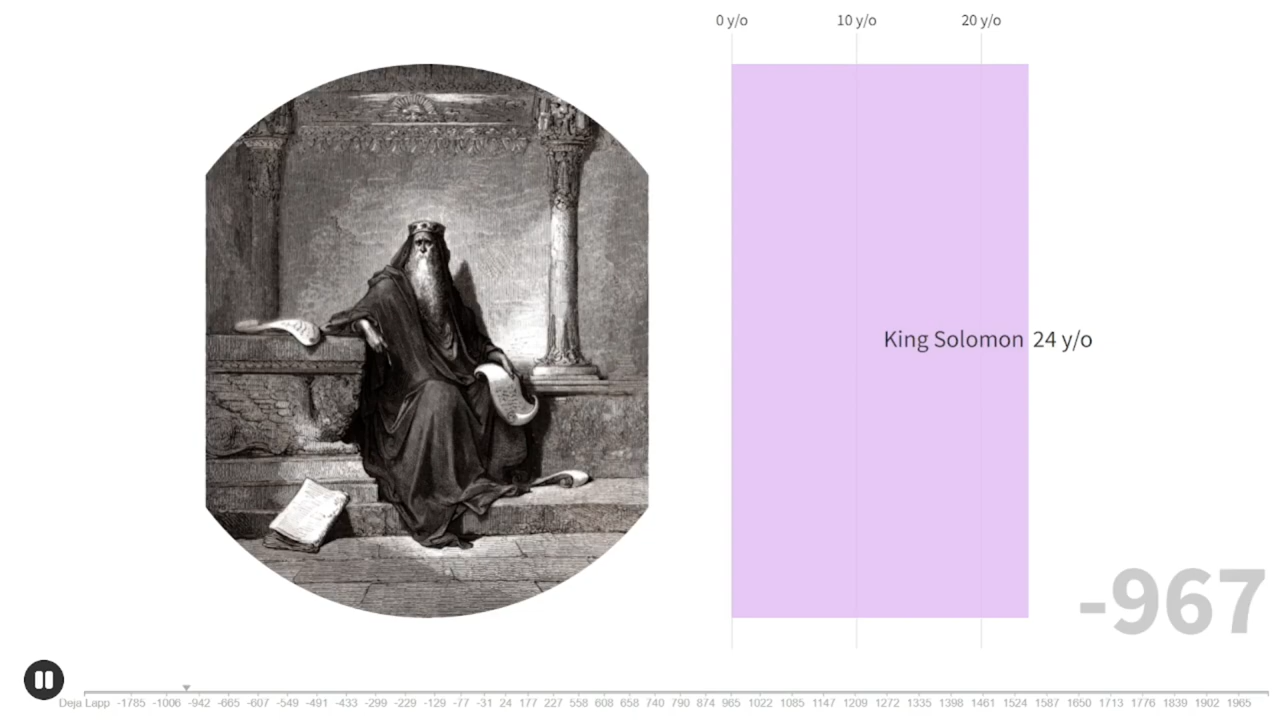 0 y/o 10 y/o 20 y/o
King Solomon 24 y/o
-967
Deja Lapp -1785 -1006 -942 -665 -607 -549 -491 -433 -299 -229 -129 -77 -31 24 177 558 608 658 740 790 874 965 1022 1085 1147 1209 1272 1335 1398 1461 1524 1587 1650 1713 1776 1839 1902 1965